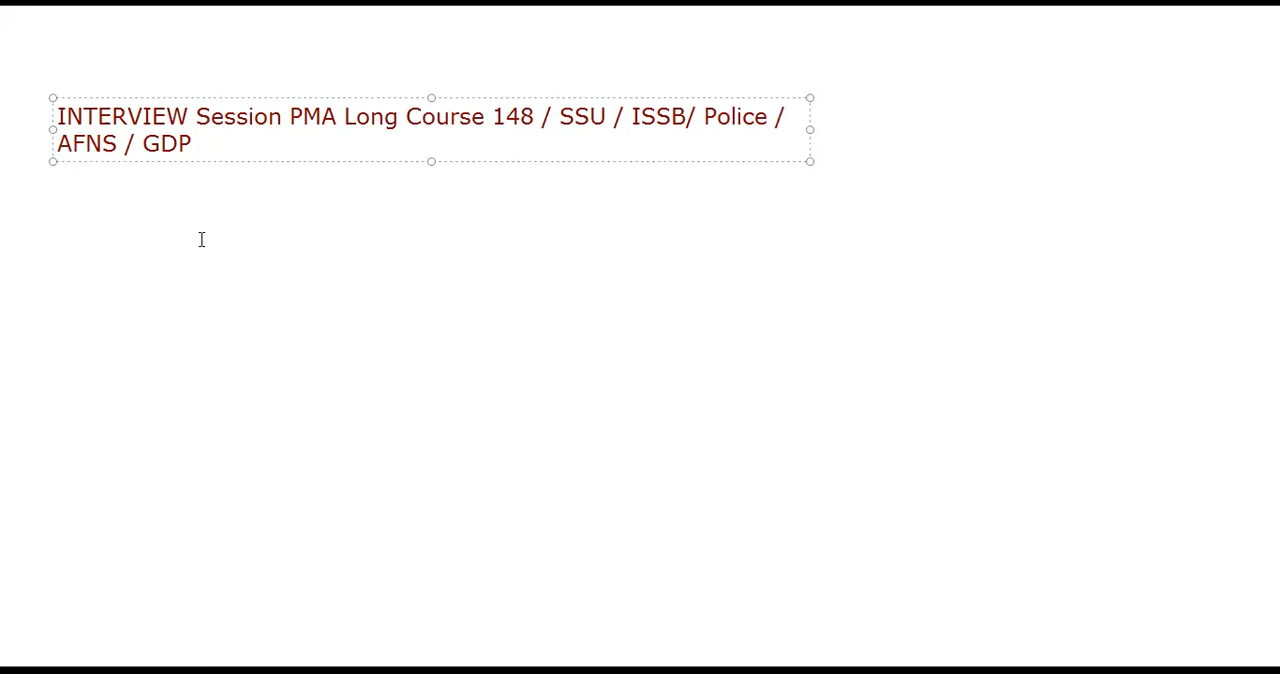 INTERVIEW Session PMA Long Course 148 / SSU / ISSB/ Police /
AFNS / GDP